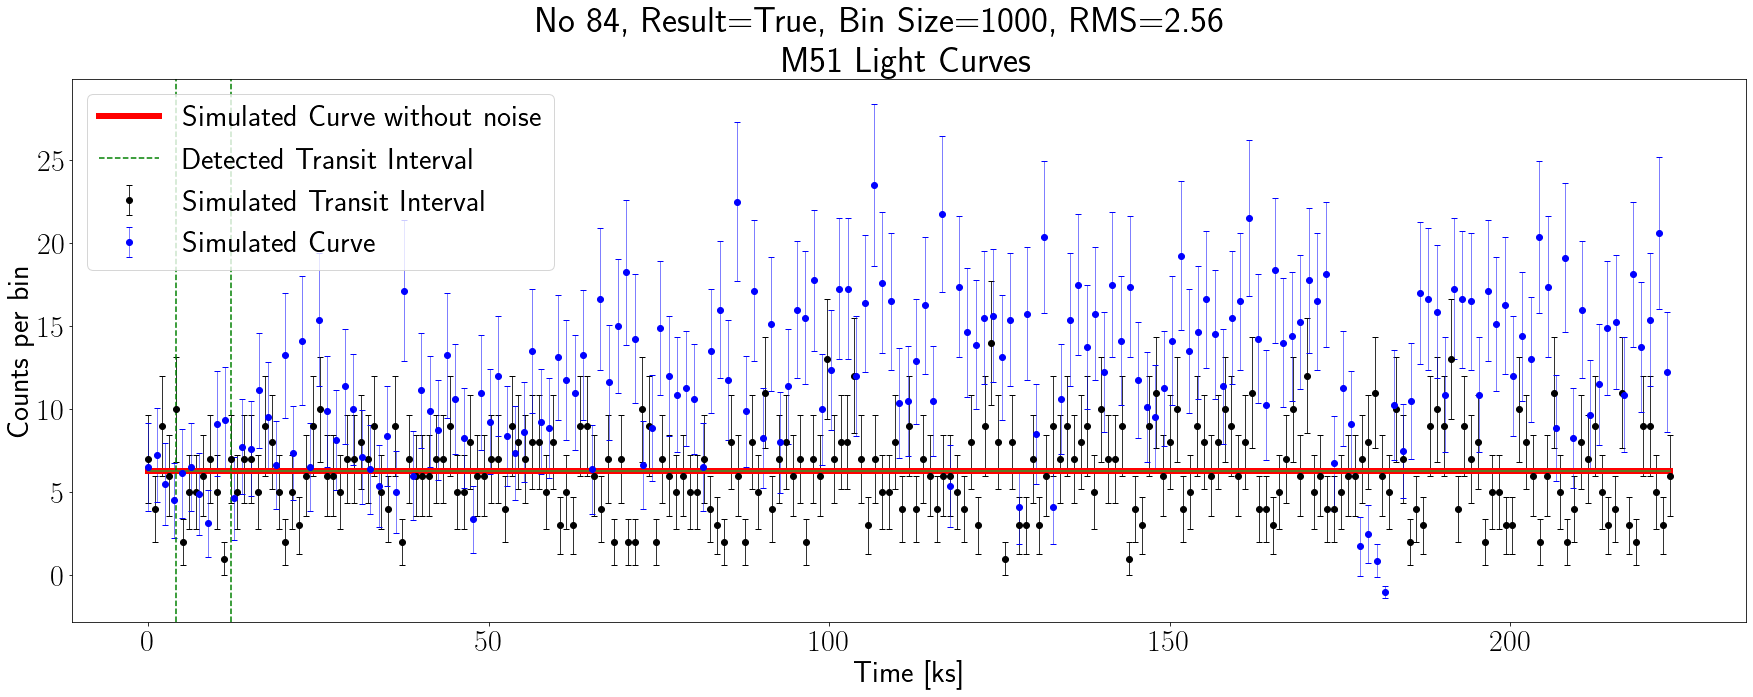 No 84, Result=True, Bin Size=1000, RMS=2.56
M51 Light Curves
Simulated Curve without noise
Detected Transit Interval
Simulated Transit Interval
Simulated Curve
Counts per bin
25
20
15
10
5
0
0 50 100 150 200
Time [ks]